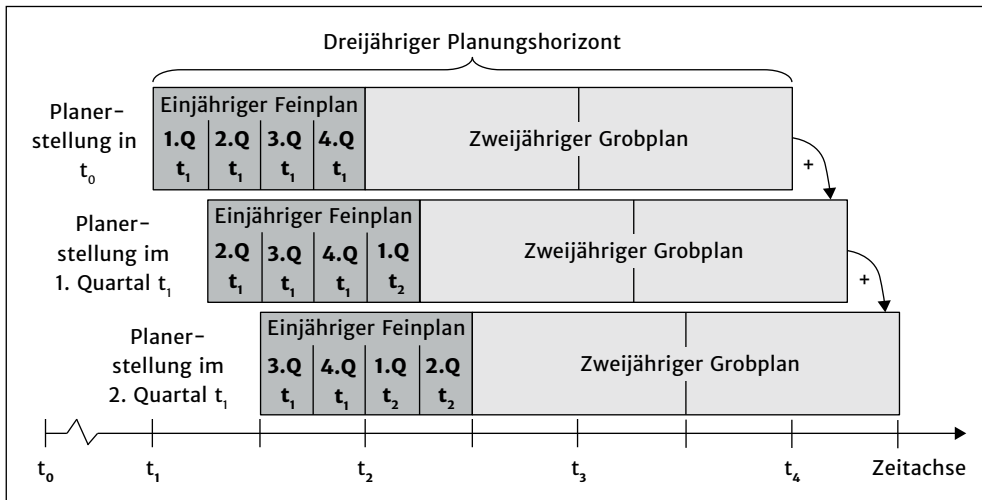 Dreijähriger Planungshorizont
Planer-
stellung in
t₀
Einjähriger Feinplan
1.Q 2.Q 3.Q 4.Q
t₁ t₁ t₁ t₁
Zweijähriger Grobplan
+
Planer-
stellung im
1. Quartal t₁
Einjähriger Feinplan
2.Q 3.Q 4.Q 1.Q
t₁ t₁ t₁ t₂
Zweijähriger Grobplan
+
Planer-
stellung im
2. Quartal t₁
Einjähriger Feinplan
3.Q 4.Q 1.Q 2.Q
t₁ t₁ t₂ t₂
Zweijähriger Grobplan
t₀ t₁ t₂ t₃ t₄ Zeitachse